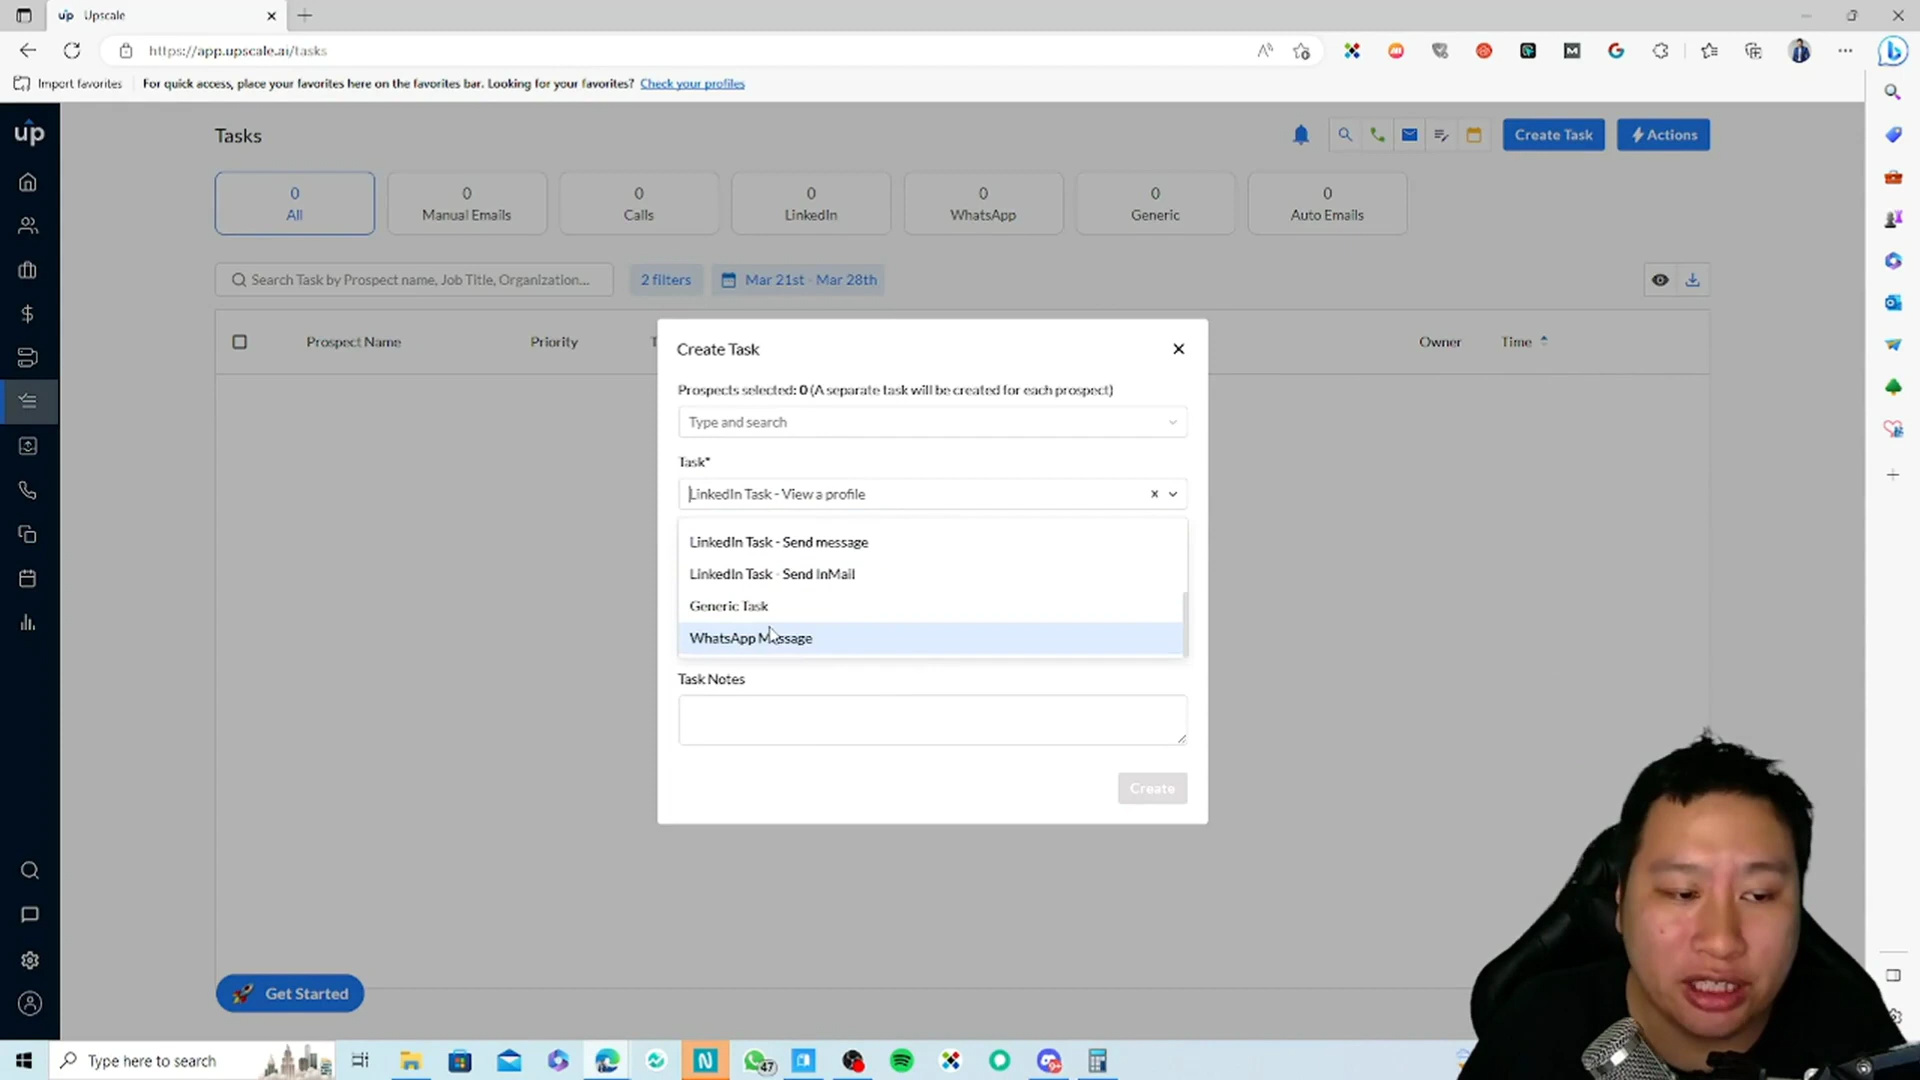 up Upscale
https://app.upscale.ai/tasks
Import favorites For quick access, place your favorites here on the favorites bar. Looking for your favorites? Check your profiles
up
Tasks
Create Task
Actions
0
All
0
Manual Emails
0
Calls
0
LinkedIn
0
WhatsApp
0
Generic
0
Auto Emails
Search Task by Prospect name, Job Title, Organization...
2 filters
Mar 21st - Mar 28th
Prospect Name Priority T Owner Time
Create Task
Prospects selected: 0 (A separate task will be created for each prospect)
Type and search
Task*
LinkedIn Task - View a profile
LinkedIn Task - Send message
LinkedIn Task - Send InMail
Generic Task
WhatsApp Message
Task Notes
Create
Get Started
Type here to search
47